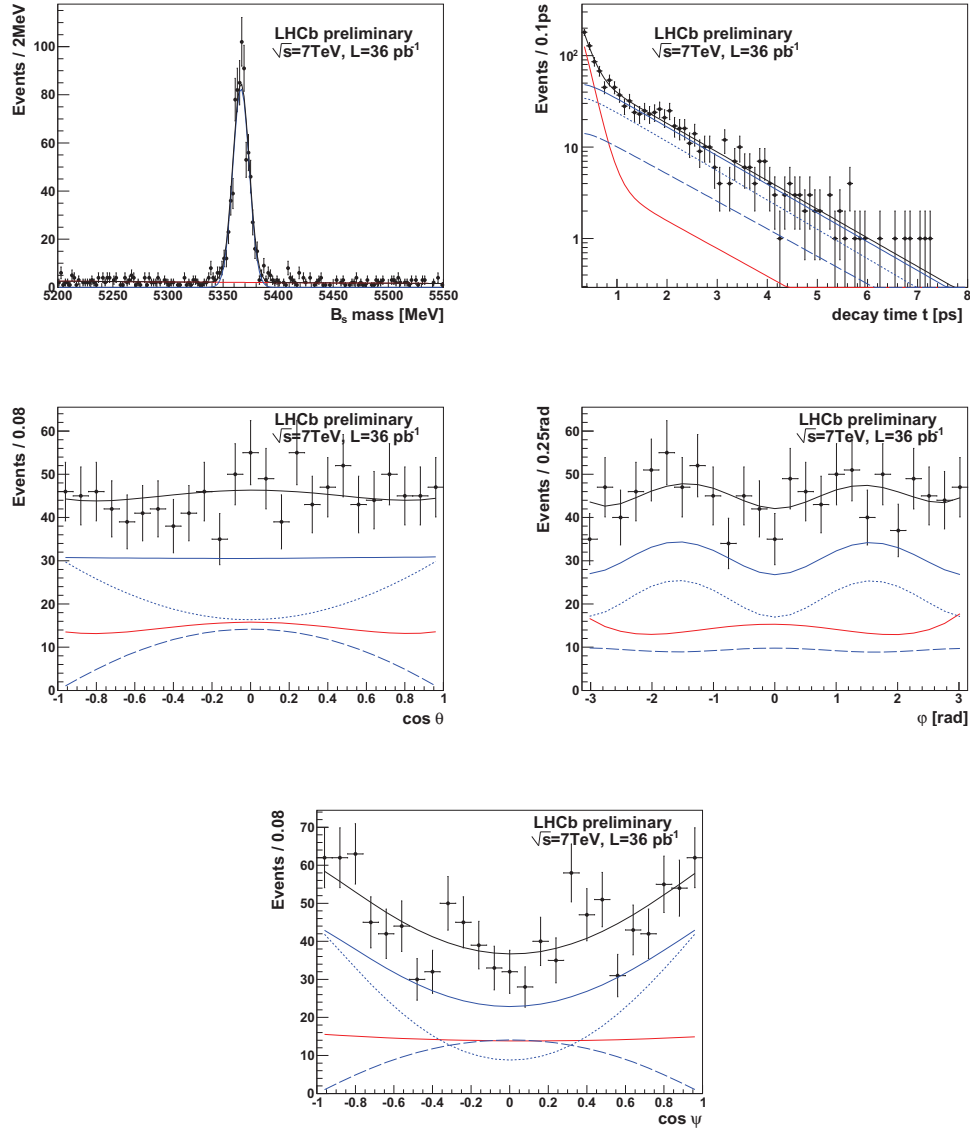 LHCb preliminary
√s=7TeV, L=36 pb-1
Events / 2MeV
100
80
60
40
20
0
5200 5250 5300 5350 5400 5450 5500 5550
Bs mass [MeV]
LHCb preliminary
√s=7TeV, L=36 pb-1
Events / 0.1ps
10²
10
1
1 2 3 4 5 6 7 8
decay time t [ps]
LHCb preliminary
√s=7TeV, L=36 pb-1
Events / 0.08
60
50
40
30
20
10
0
-1 -0.8 -0.6 -0.4 -0.2 0 0.2 0.4 0.6 0.8 1
cos θ
LHCb preliminary
√s=7TeV, L=36 pb-1
Events / 0.25rad
60
50
40
30
20
10
0
-3 -2 -1 0 1 2 3
φ [rad]
LHCb preliminary
√s=7TeV, L=36 pb-1
Events / 0.08
70
60
50
40
30
20
10
0
-1 -0.8 -0.6 -0.4 -0.2 0 0.2 0.4 0.6 0.8 1
cos ψ